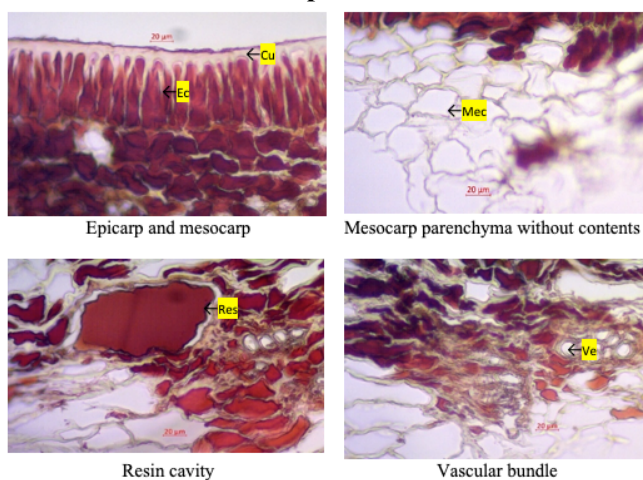 20 µm
Cu
Ec
Epicarp and mesocarp
Mec
20 µm
Mesocarp parenchyma without contents
Res
20 µm
Resin cavity
Ve
20 µm
Vascular bundle